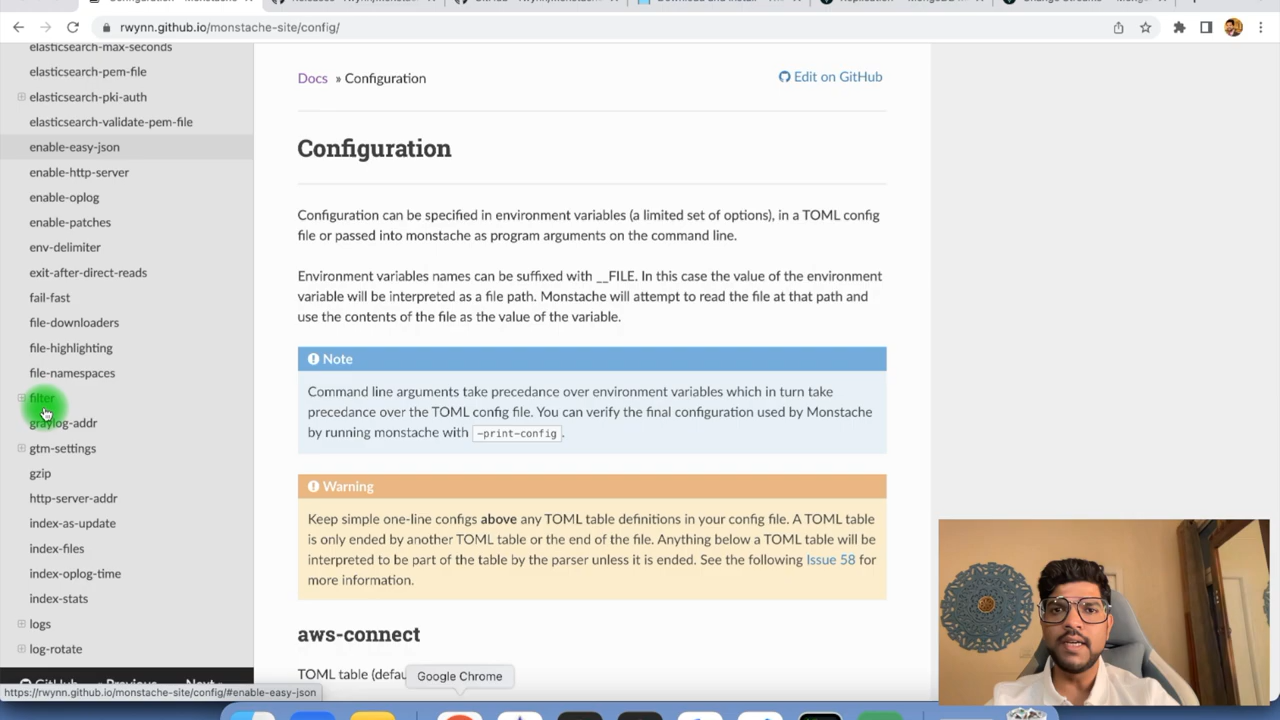 rwynn.github.io/monstache-site/config/
elasticsearch-max-seconds
elasticsearch-pem-file
elasticsearch-pki-auth
elasticsearch-validate-pem-file
enable-easy-json
enable-http-server
enable-oplog
enable-patches
env-delimiter
exit-after-direct-reads
fail-fast
file-downloaders
file-highlighting
file-namespaces
filter
graylog-addr
gtm-settings
gzip
http-server-addr
index-as-update
index-files
index-oplog-time
index-stats
logs
log-rotate
GitHub « Previous Next »
https://rwynn.github.io/monstache-site/config/#enable-easy-json
Docs » Configuration
Edit on GitHub
Configuration
Configuration can be specified in environment variables (a limited set of options), in a TOML config
file or passed into monstache as program arguments on the command line.
Environment variables names can be suffixed with __FILE. In this case the value of the environment
variable will be interpreted as a file path. Monstache will attempt to read the file at that path and
use the contents of the file as the value of the variable.
Note
Command line arguments take precedance over environment variables which in turn take
precedance over the TOML config file. You can verify the final configuration used by Monstache
by running monstache with -print-config.
Warning
Keep simple one-line configs above any TOML table definitions in your config file. A TOML table
is only ended by another TOML table or the end of the file. Anything below a TOML table will be
interpreted to be part of the table by the parser unless it is ended. See the following Issue 58 for
more information.
aws-connect
TOML table (defau
Google Chrome